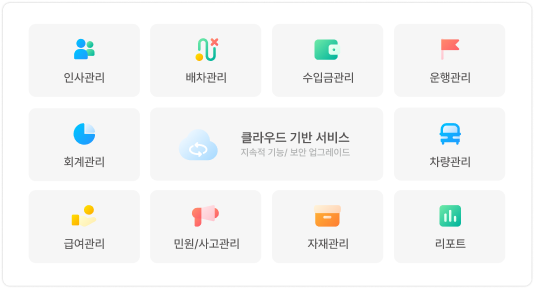 인사관리
배차관리
수입금관리
운행관리
회계관리
클라우드 기반 서비스
지속적 기능/ 보안 업그레이드
차량관리
급여관리
민원/사고관리
자재관리
리포트